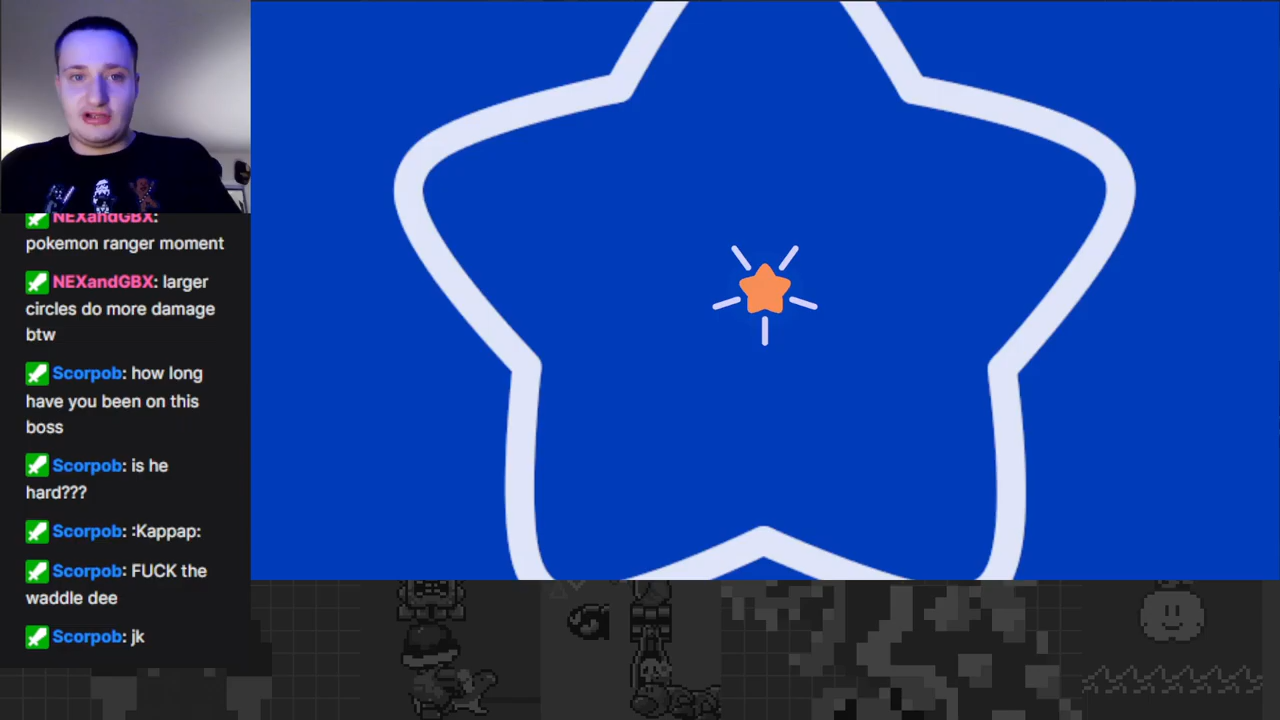 NEXandGBX:
pokemon ranger moment
NEXandGBX: larger
circles do more damage
btw
Scorpob: how long
have you been on this
boss
Scorpob: is he
hard???
Scorpob: :Kappap:
Scorpob: FUCK the
waddle dee
Scorpob: jk